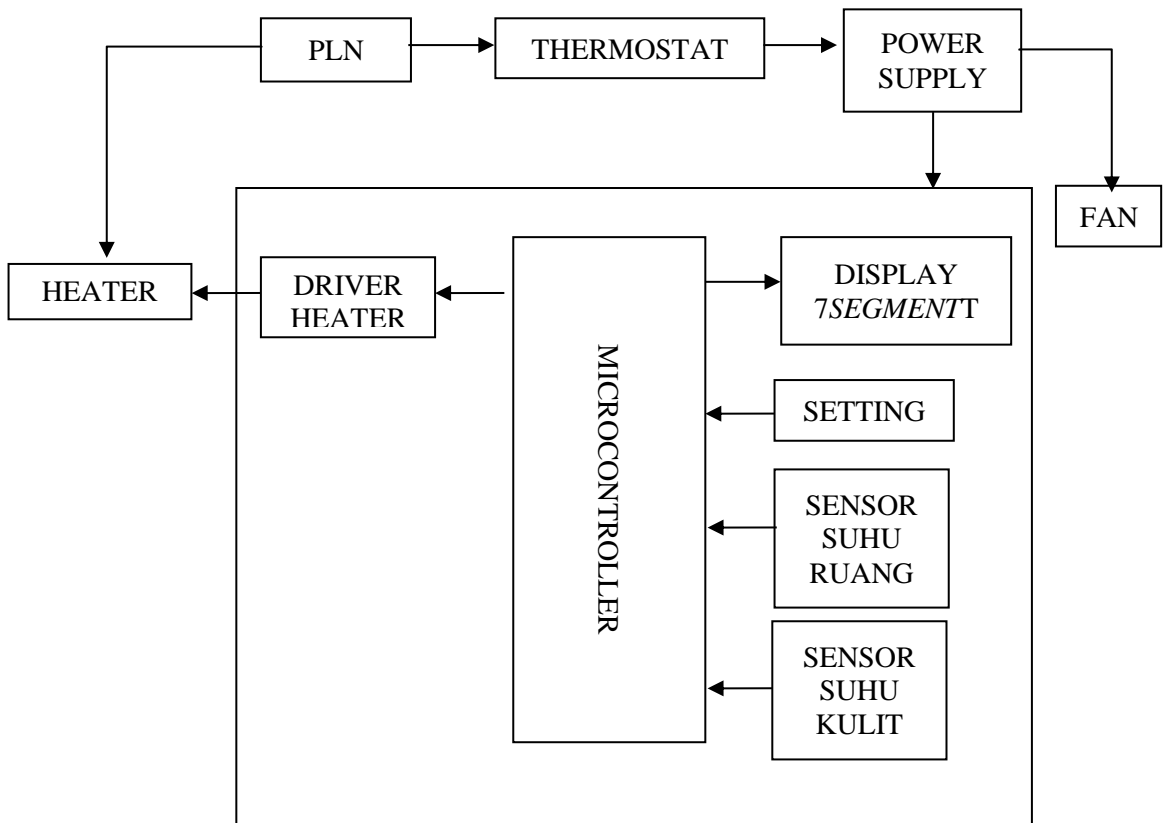 PLN
THERMOSTAT
POWER
SUPPLY
FAN
HEATER
DRIVER
HEATER
MICROCONTROLLER
DISPLAY
7SEGMENTT
SETTING
SENSOR
SUHU
RUANG
SENSOR
SUHU
KULIT